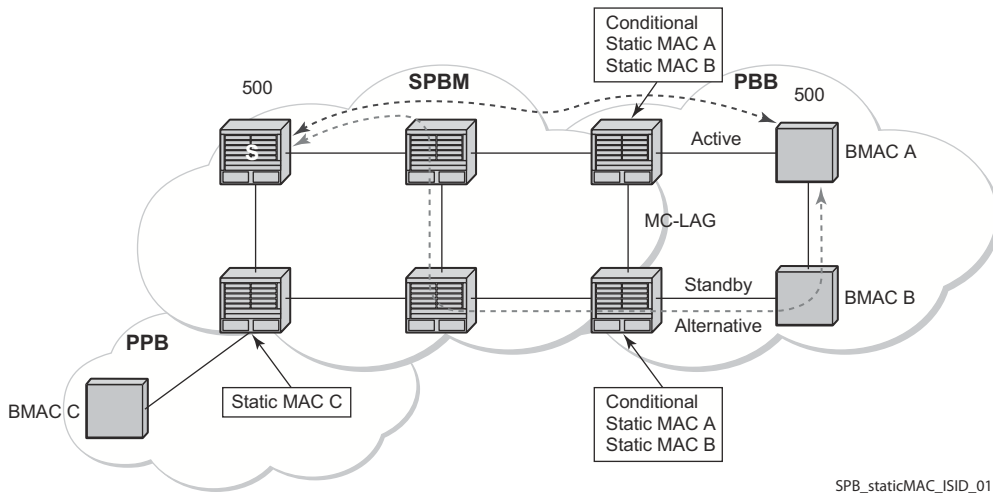 Conditional
Static MAC A
Static MAC B
500
SPBM
PBB
500
S
Active
BMAC A
MC-LAG
Standby
BMAC B
Alternative
PPB
Static MAC C
BMAC C
Conditional
Static MAC A
Static MAC B
SPB_staticMAC_ISID_01